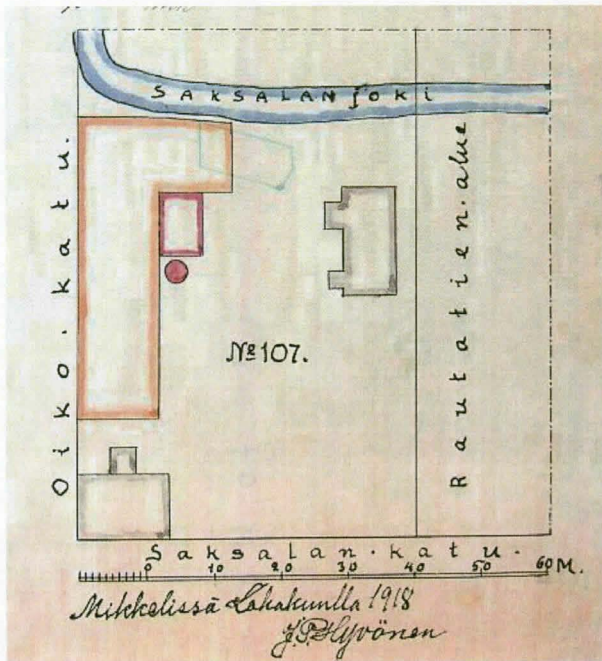 SAKSALANJOKI
Oiko.katu.
Rautatien.alue
№107.
Saksalan.katu.
0 10 20 30 40 50 60 M.
Mikkelissä Lokakuulla 1918
J.P.Hyvönen